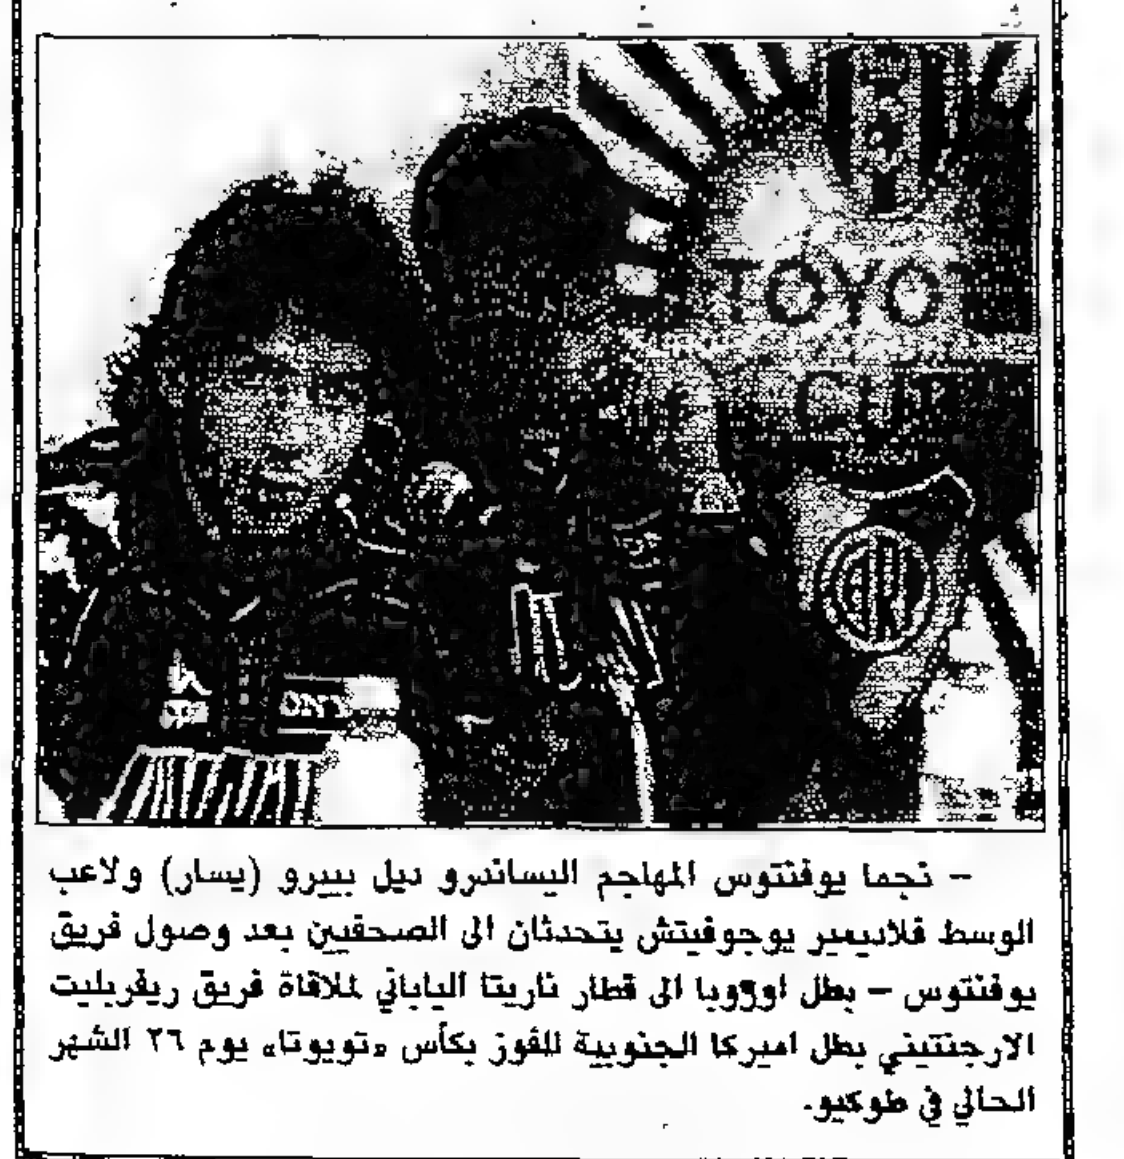 TOYOT
CUP
– نجما يوفنتوس المهاجم اليساندرو ديل بييرو (يسار) ولاعب
الوسط فلاديمير يوجوفيتش يتحدثان الى الصحفيين بعد وصول فريق
يوفنتوس – بطل اوروبا الى قطار ناريتا الياباني لملاقاة فريق ريفربليت
الارجنتيني بطل اميركا الجنوبية للفوز بكأس «تويوتا» يوم ٢٦ الشهر
الحالي في طوكيو.